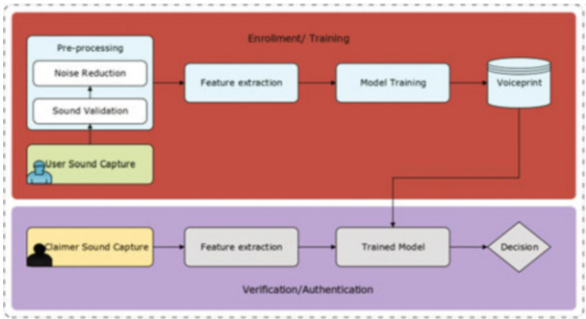 Enrollment/ Training
Pre-processing
Noise Reduction
Sound Validation
User Sound Capture
Feature extraction
Model Training
Voiceprint
Claimer Sound Capture
Feature extraction
Trained Model
Decision
Verification/Authentication